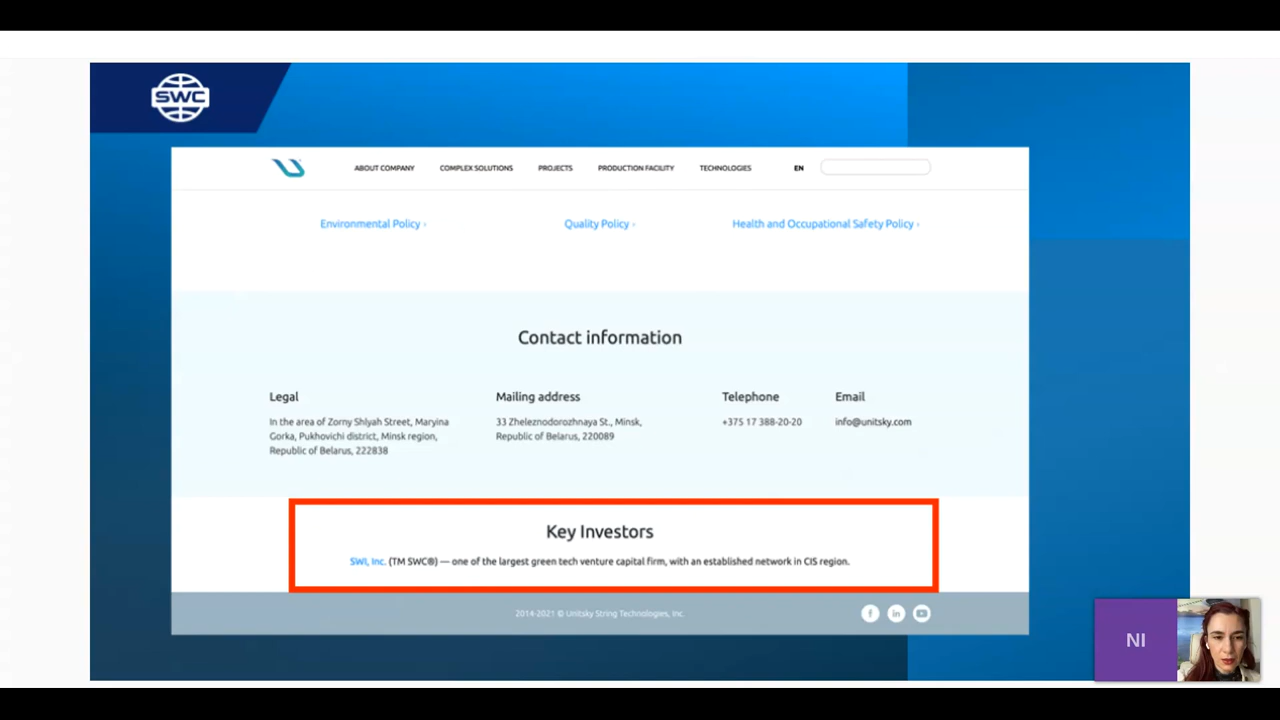 SWC
ABOUT COMPANY COMPLEX SOLUTIONS PROJECTS PRODUCTION FACILITY TECHNOLOGIES EN
Environmental Policy › Quality Policy › Health and Occupational Safety Policy ›
Contact information
Legal Mailing address Telephone Email
In the area of Zorny Shlyah Street, Maryina 33 Zheleznodorozhnaya St., Minsk, +375 17 388-20-20 info@unitsky.com
Gorka, Pukhovichi district, Minsk region, Republic of Belarus, 220089
Republic of Belarus, 222838
Key Investors
SWI, Inc. (TM SWC®) — one of the largest green tech venture capital firm, with an established network in CIS region.
2014-2021 © Unitsky String Technologies, Inc.
NI